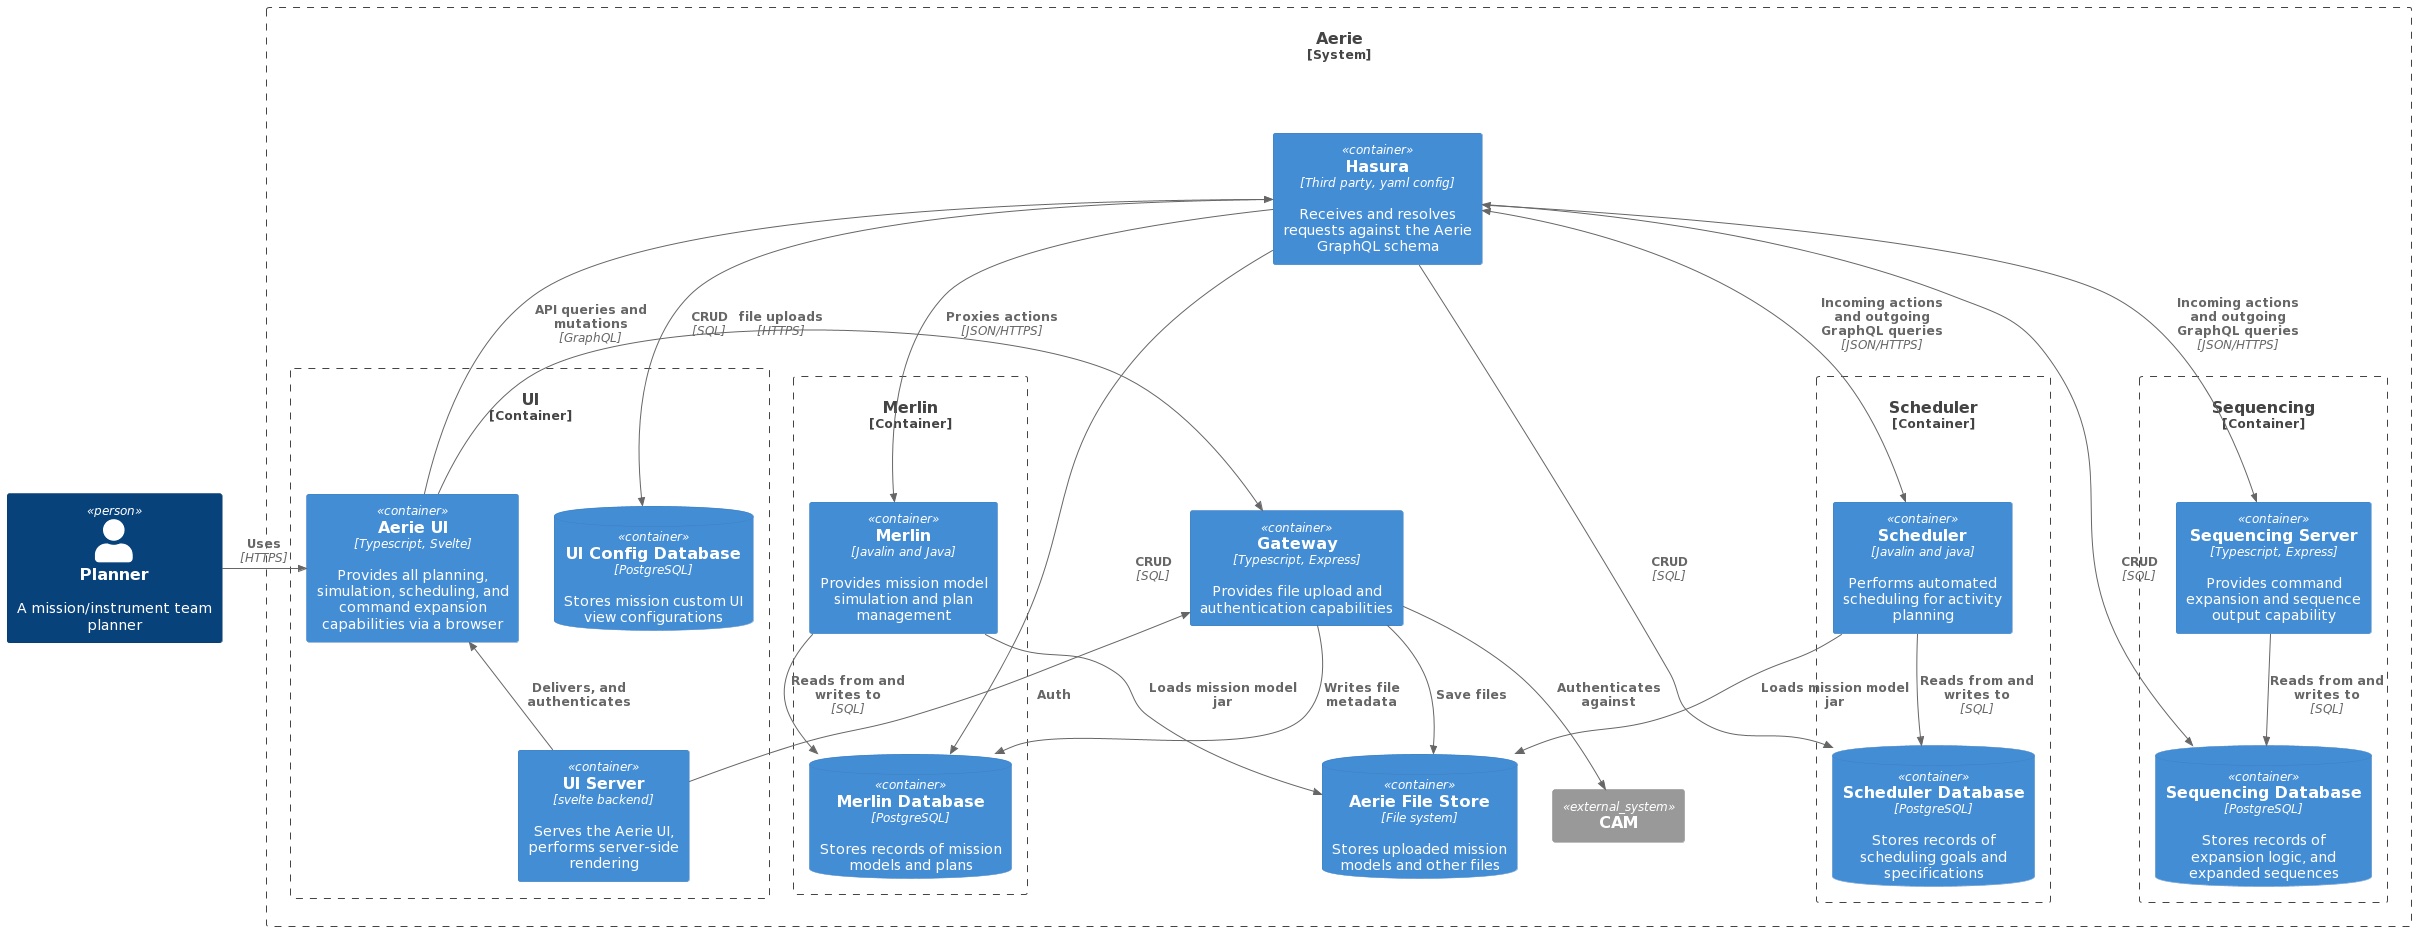 Aerie
[System]
«container»
Hasura
[Third party, yaml config]
Receives and resolves
requests against the Aerie
GraphQL schema
API queries and
mutations
[GraphQL]
CRUD
[SQL]
file uploads
[HTTPS]
Proxies actions
[JSON/HTTPS]
Incoming actions
and outgoing
GraphQL queries
[JSON/HTTPS]
Incoming actions
and outgoing
GraphQL queries
[JSON/HTTPS]
UI
[Container]
Merlin
[Container]
Scheduler
[Container]
Sequencing
[Container]
«person»
Planner
A mission/instrument team
planner
Uses
[HTTPS]
«container»
Aerie UI
[Typescript, Svelte]
Provides all planning,
simulation, scheduling, and
command expansion
capabilities via a browser
«container»
UI Config Database
[PostgreSQL]
Stores mission custom UI
view configurations
«container»
Merlin
[Javalin and Java]
Provides mission model
simulation and plan
management
CRUD
[SQL]
«container»
Gateway
[Typescript, Express]
Provides file upload and
authentication capabilities
CRUD
[SQL]
«container»
Scheduler
[Javalin and java]
Performs automated
scheduling for activity
planning
CRUD
[SQL]
«container»
Sequencing Server
[Typescript, Express]
Provides command
expansion and sequence
output capability
Delivers, and
authenticates
Reads from and
writes to
[SQL]
Auth
Loads mission model
jar
Writes file
metadata
Save files
Authenticates
against
Loads mission model
jar
Reads from and
writes to
[SQL]
Reads from and
writes to
[SQL]
«container»
UI Server
[svelte backend]
Serves the Aerie UI,
performs server-side
rendering
«container»
Merlin Database
[PostgreSQL]
Stores records of mission
models and plans
«container»
Aerie File Store
[File system]
Stores uploaded mission
models and other files
«external_system»
CAM
«container»
Scheduler Database
[PostgreSQL]
Stores records of
scheduling goals and
specifications
«container»
Sequencing Database
[PostgreSQL]
Stores records of
expansion logic, and
expanded sequences